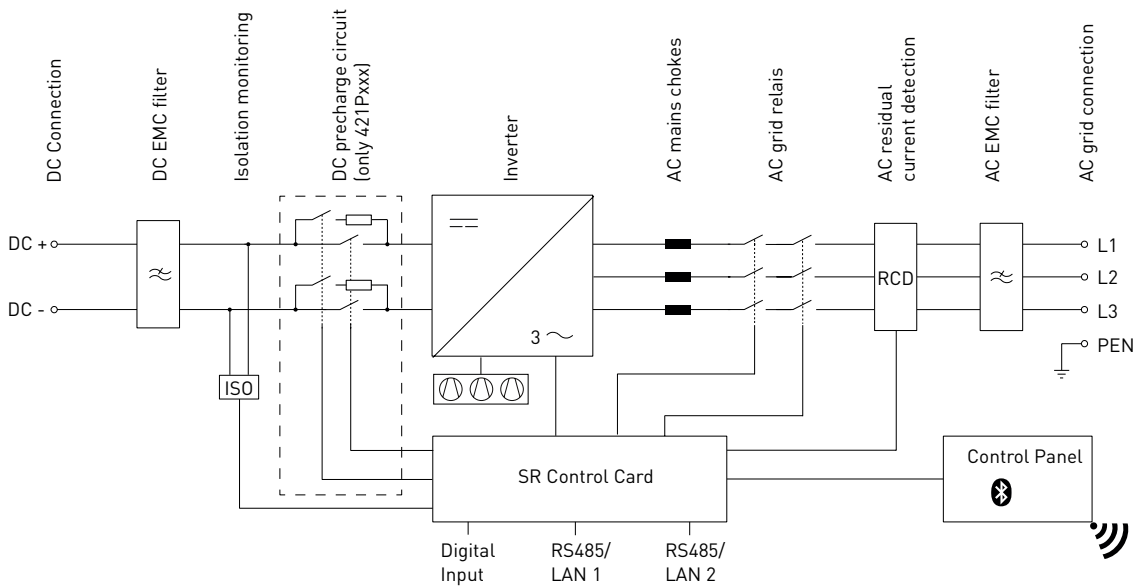 DC Connection
DC EMC filter
Isolation monitoring
DC precharge circuit
(only 421Pxxx)
Inverter
AC mains chokes
AC grid relais
AC residual
current detection
AC EMC filter
AC grid connection
DC +
DC -
L1
L2
L3
PEN
RCD
3
ISO
SR Control Card
Control Panel
Digital
Input
RS485/
LAN 1
RS485/
LAN 2